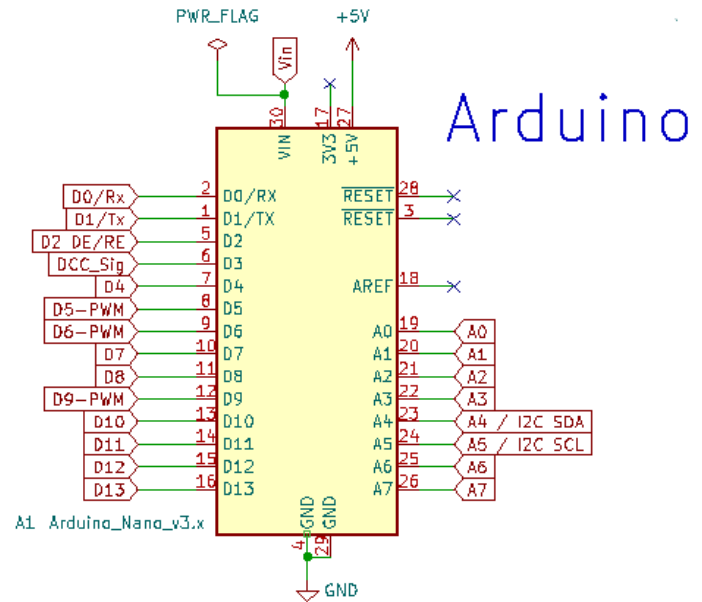 PWR_FLAG +5V
Vin
Arduino
30 17 27
VIN 3V3 +5V
D0/Rx 2 D0/RX RESET 28
D1/Tx 1 D1/TX RESET 3
D2 DE/RE 5 D2
DCC_Sig 6 D3
D4 7 D4 AREF 18
D5-PWM 8 D5
D6-PWM 9 D6 A0 19 A0
D7 10 D7 A1 20 A1
D8 11 D8 A2 21 A2
D9-PWM 12 D9 A3 22 A3
D10 13 D10 A4 23 A4 / I2C SDA
D11 14 D11 A5 24 A5 / I2C SCL
D12 15 D12 A6 25 A6
D13 16 D13 A7 26 A7
A1 Arduino_Nano_v3.x
GND GND
4 29
GND